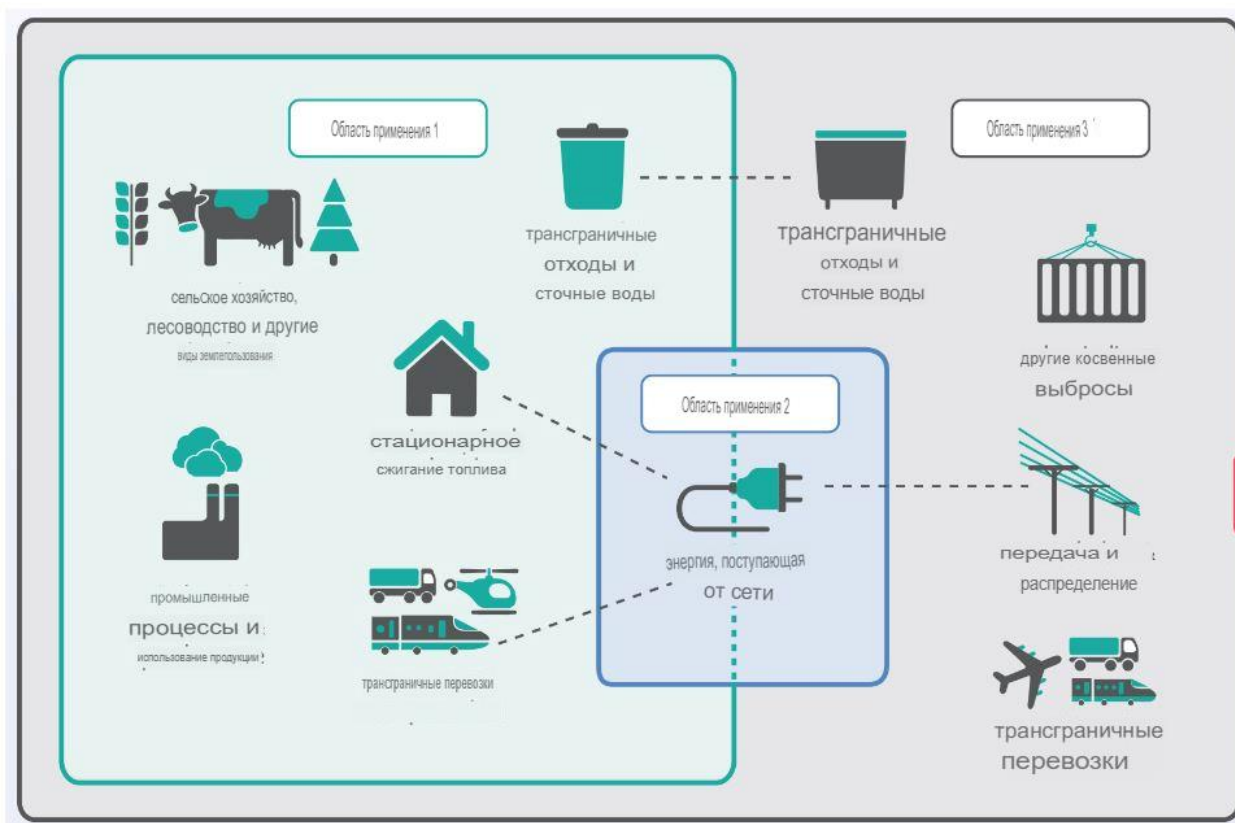 Область применения 1
Область применения 3
трансграничные
отходы и
сточные воды
трансграничные
отходы и
сточные воды
сельское хозяйство,
лесоводство и другие
виды землепользования
другие косвенные
выбросы
Область применения 2
стационарное
сжигание топлива
энергия, поступающая
от сети
передача и
распределение
промышленные
процессы и
использование продукции
трансграничные перевозки
трансграничные
перевозки